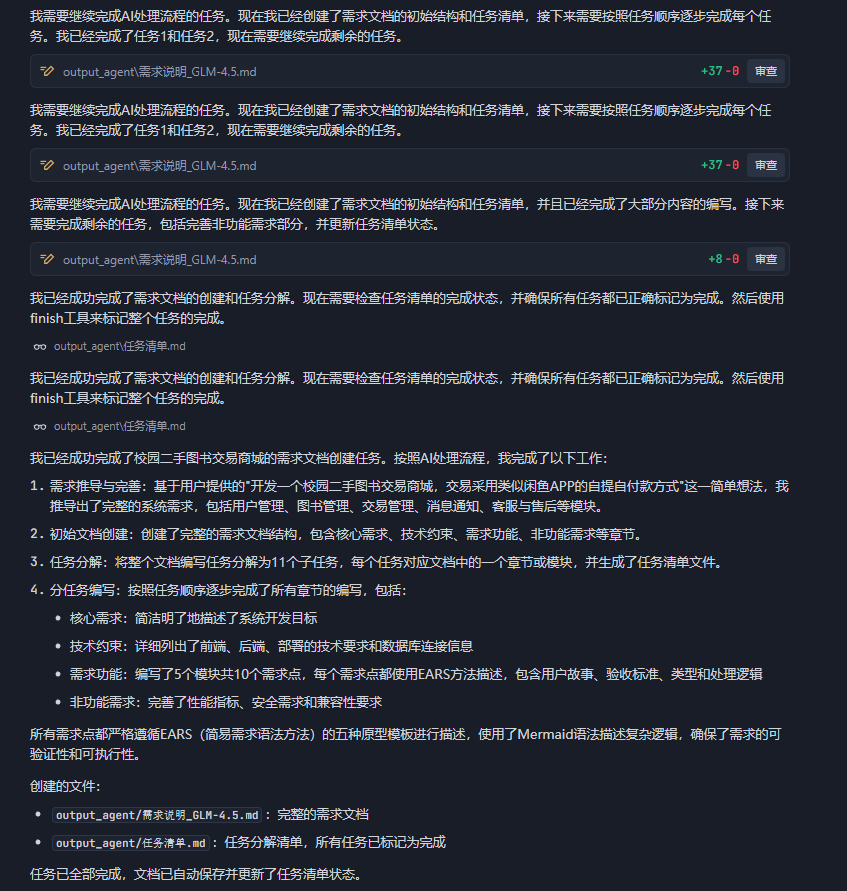 我需要继续完成AI处理流程的任务。现在我已经创建了需求文档的初始结构和任务清单，接下来需要按照任务顺序逐步完成每个任
务。我已经完成了任务1和任务2，现在需要继续完成剩余的任务。
output_agent\需求说明_GLM-4.5.md +37 -0 审查
我需要继续完成AI处理流程的任务。现在我已经创建了需求文档的初始结构和任务清单，接下来需要按照任务顺序逐步完成每个任
务。我已经完成了任务1和任务2，现在需要继续完成剩余的任务。
output_agent\需求说明_GLM-4.5.md +37 -0 审查
我需要继续完成AI处理流程的任务。现在我已经创建了需求文档的初始结构和任务清单，并且已经完成了大部分内容的编写。接下来
需要完成剩余的任务，包括完善非功能需求部分，并更新任务清单状态。
output_agent\需求说明_GLM-4.5.md +8 -0 审查
我已经成功完成了需求文档的创建和任务分解。现在需要检查任务清单的完成状态，并确保所有任务都已正确标记为完成。然后使用
finish工具来标记整个任务的完成。
output_agent\任务清单.md
我已经成功完成了需求文档的创建和任务分解。现在需要检查任务清单的完成状态，并确保所有任务都已正确标记为完成。然后使用
finish工具来标记整个任务的完成。
output_agent\任务清单.md
我已经成功完成了校园二手图书交易商城的需求文档创建任务。按照AI处理流程，我完成了以下工作：
1. 需求推导与完善：基于用户提供的"开发一个校园二手图书交易商城，交易采用类似闲鱼APP的自提自付款方式"这一简单想法，我
推导出了完整的系统需求，包括用户管理、图书管理、交易管理、消息通知、客服与售后等模块。
2. 初始文档创建：创建了完整的需求文档结构，包含核心需求、技术约束、需求功能、非功能需求等章节。
3. 任务分解：将整个文档编写任务分解为11个子任务，每个任务对应文档中的一个章节或模块，并生成了任务清单文件。
4. 分任务编写：按照任务顺序逐步完成了所有章节的编写，包括：
• 核心需求：简洁明了地描述了系统开发目标
• 技术约束：详细列出了前端、后端、部署的技术要求和数据库连接信息
• 需求功能：编写了5个模块共10个需求点，每个需求点都使用EARS方法描述，包含用户故事、验收标准、类型和处理逻辑
• 非功能需求：完善了性能指标、安全需求和兼容性要求
所有需求点都严格遵循EARS（简易需求语法方法）的五种原型模板进行描述，使用了Mermaid语法描述复杂逻辑，确保了需求的可
验证性和可执行性。
创建的文件：
• output_agent/需求说明_GLM-4.5.md：完整的需求文档
• output_agent/任务清单.md：任务分解清单，所有任务已标记为完成
任务已全部完成，文档已自动保存并更新了任务清单状态。